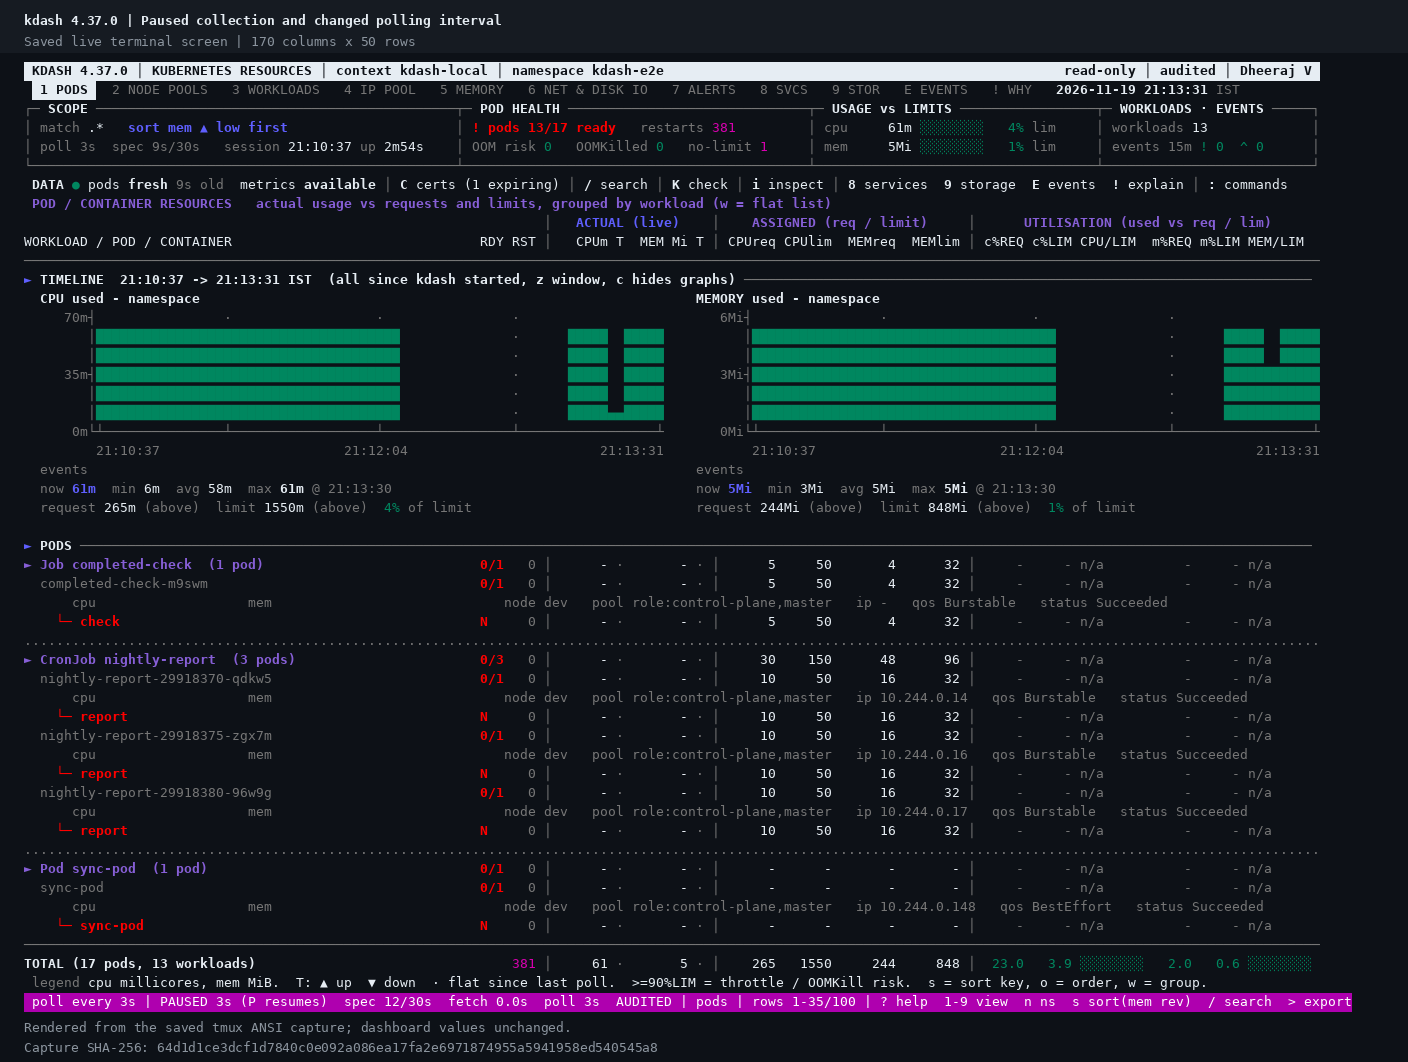 kdash 4.37.0 | Paused collection and changed polling interval
Saved live terminal screen | 170 columns x 50 rows
KDASH 4.37.0 │ KUBERNETES RESOURCES │ context kdash-local │ namespace kdash-e2e read-only │ audited │ Dheeraj V
1 PODS 2 NODE POOLS 3 WORKLOADS 4 IP POOL 5 MEMORY 6 NET & DISK IO 7 ALERTS 8 SVCS 9 STOR E EVENTS ! WHY 2026-11-19 21:13:31 IST
SCOPE POD HEALTH USAGE vs LIMITS WORKLOADS · EVENTS
match .* sort mem ▲ low first │ ! pods 13/17 ready restarts 381 │ cpu 61m ░░░░░░░░ 4% lim │ workloads 13
poll 3s spec 9s/30s session 21:10:37 up 2m54s │ OOM risk 0 OOMKilled 0 no-limit 1 │ mem 5Mi ░░░░░░░░ 1% lim │ events 15m ! 0 ^ 0
DATA ● pods fresh 9s old metrics available │ C certs (1 expiring) │ / search │ K check │ i inspect │ 8 services 9 storage E events ! explain │ : commands
POD / CONTAINER RESOURCES actual usage vs requests and limits, grouped by workload (w = flat list)
│ ACTUAL (live) │ ASSIGNED (req / limit) │ UTILISATION (used vs req / lim)
WORKLOAD / POD / CONTAINER RDY RST │ CPUm T MEM Mi T │ CPUreq CPUlim MEMreq MEMlim │ c%REQ c%LIM CPU/LIM m%REQ m%LIM MEM/LIM
► TIMELINE 21:10:37 -> 21:13:31 IST (all since kdash started, z window, c hides graphs)
CPU used - namespace MEMORY used - namespace
70m 6Mi
35m 3Mi
0m 0Mi
21:10:37 21:12:04 21:13:31 21:10:37 21:12:04 21:13:31
events events
now 61m min 6m avg 58m max 61m @ 21:13:30 now 5Mi min 3Mi avg 5Mi max 5Mi @ 21:13:30
request 265m (above) limit 1550m (above) 4% of limit request 244Mi (above) limit 848Mi (above) 1% of limit
► PODS
► Job completed-check (1 pod) 0/1 0 │ - · - · │ 5 50 4 32 │ - - n/a - - n/a
completed-check-m9swm 0/1 0 │ - · - · │ 5 50 4 32 │ - - n/a - - n/a
cpu mem node dev pool role:control-plane,master ip - qos Burstable status Succeeded
└─ check N 0 │ - · - · │ 5 50 4 32 │ - - n/a - - n/a
► CronJob nightly-report (3 pods) 0/3 0 │ - · - · │ 30 150 48 96 │ - - n/a - - n/a
nightly-report-29918370-qdkw5 0/1 0 │ - · - · │ 10 50 16 32 │ - - n/a - - n/a
cpu mem node dev pool role:control-plane,master ip 10.244.0.14 qos Burstable status Succeeded
└─ report N 0 │ - · - · │ 10 50 16 32 │ - - n/a - - n/a
nightly-report-29918375-zgx7m 0/1 0 │ - · - · │ 10 50 16 32 │ - - n/a - - n/a
cpu mem node dev pool role:control-plane,master ip 10.244.0.16 qos Burstable status Succeeded
└─ report N 0 │ - · - · │ 10 50 16 32 │ - - n/a - - n/a
nightly-report-29918380-96w9g 0/1 0 │ - · - · │ 10 50 16 32 │ - - n/a - - n/a
cpu mem node dev pool role:control-plane,master ip 10.244.0.17 qos Burstable status Succeeded
└─ report N 0 │ - · - · │ 10 50 16 32 │ - - n/a - - n/a
► Pod sync-pod (1 pod) 0/1 0 │ - · - · │ - - - - │ - - n/a - - n/a
sync-pod 0/1 0 │ - · - · │ - - - - │ - - n/a - - n/a
cpu mem node dev pool role:control-plane,master ip 10.244.0.148 qos BestEffort status Succeeded
└─ sync-pod N 0 │ - · - · │ - - - - │ - - n/a - - n/a
TOTAL (17 pods, 13 workloads) 381 │ 61 · 5 · │ 265 1550 244 848 │ 23.0 3.9 ░░░░░░░░ 2.0 0.6 ░░░░░░░░
legend cpu millicores, memory MiB. T: ▲ up ▼ down · flat since last poll. >=90%LIM = throttle / OOMKill risk. s = sort key, o = order, w = group.
poll every 3s | PAUSED 3s (P resumes) spec 12/30s fetch 0.0s poll 3s AUDITED | pods | rows 1-35/100 | ? help 1-9 view n ns s sort(mem rev) / search > export
Rendered from the saved tmux ANSI capture; dashboard values unchanged.
Capture SHA-256: 64d1d1ce3dcf1d7840c0e092a086ea17fa2e6971874955a5941958ed540545a8